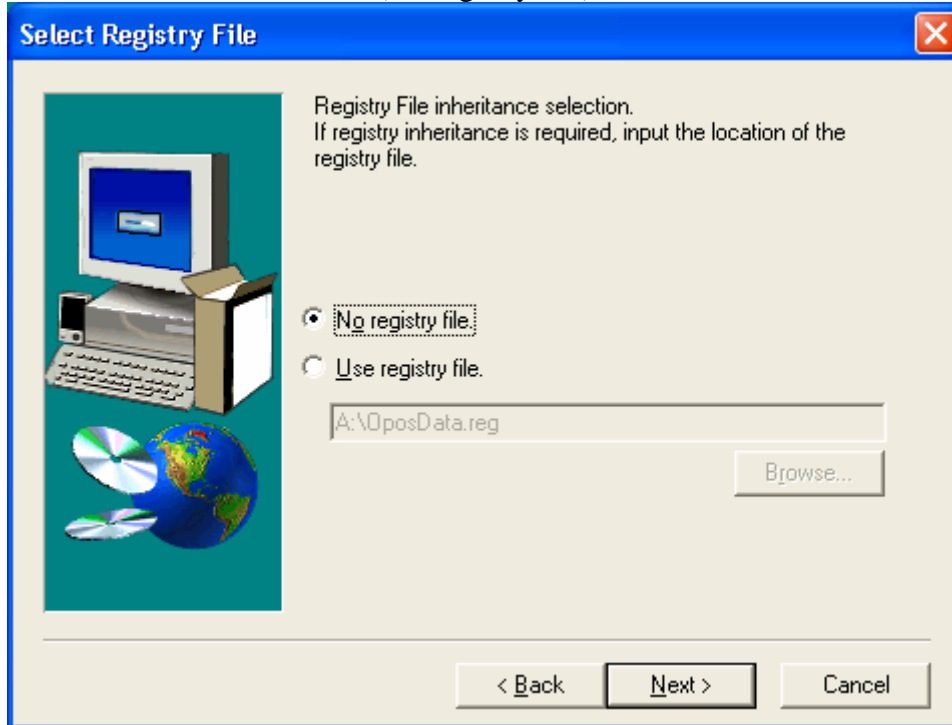 Select Registry File
Registry File inheritance selection.
If registry inheritance is required, input the location of the
registry file.
No registry file.
Use registry file.
A:\OposData.reg
Browse...
< Back
Next >
Cancel